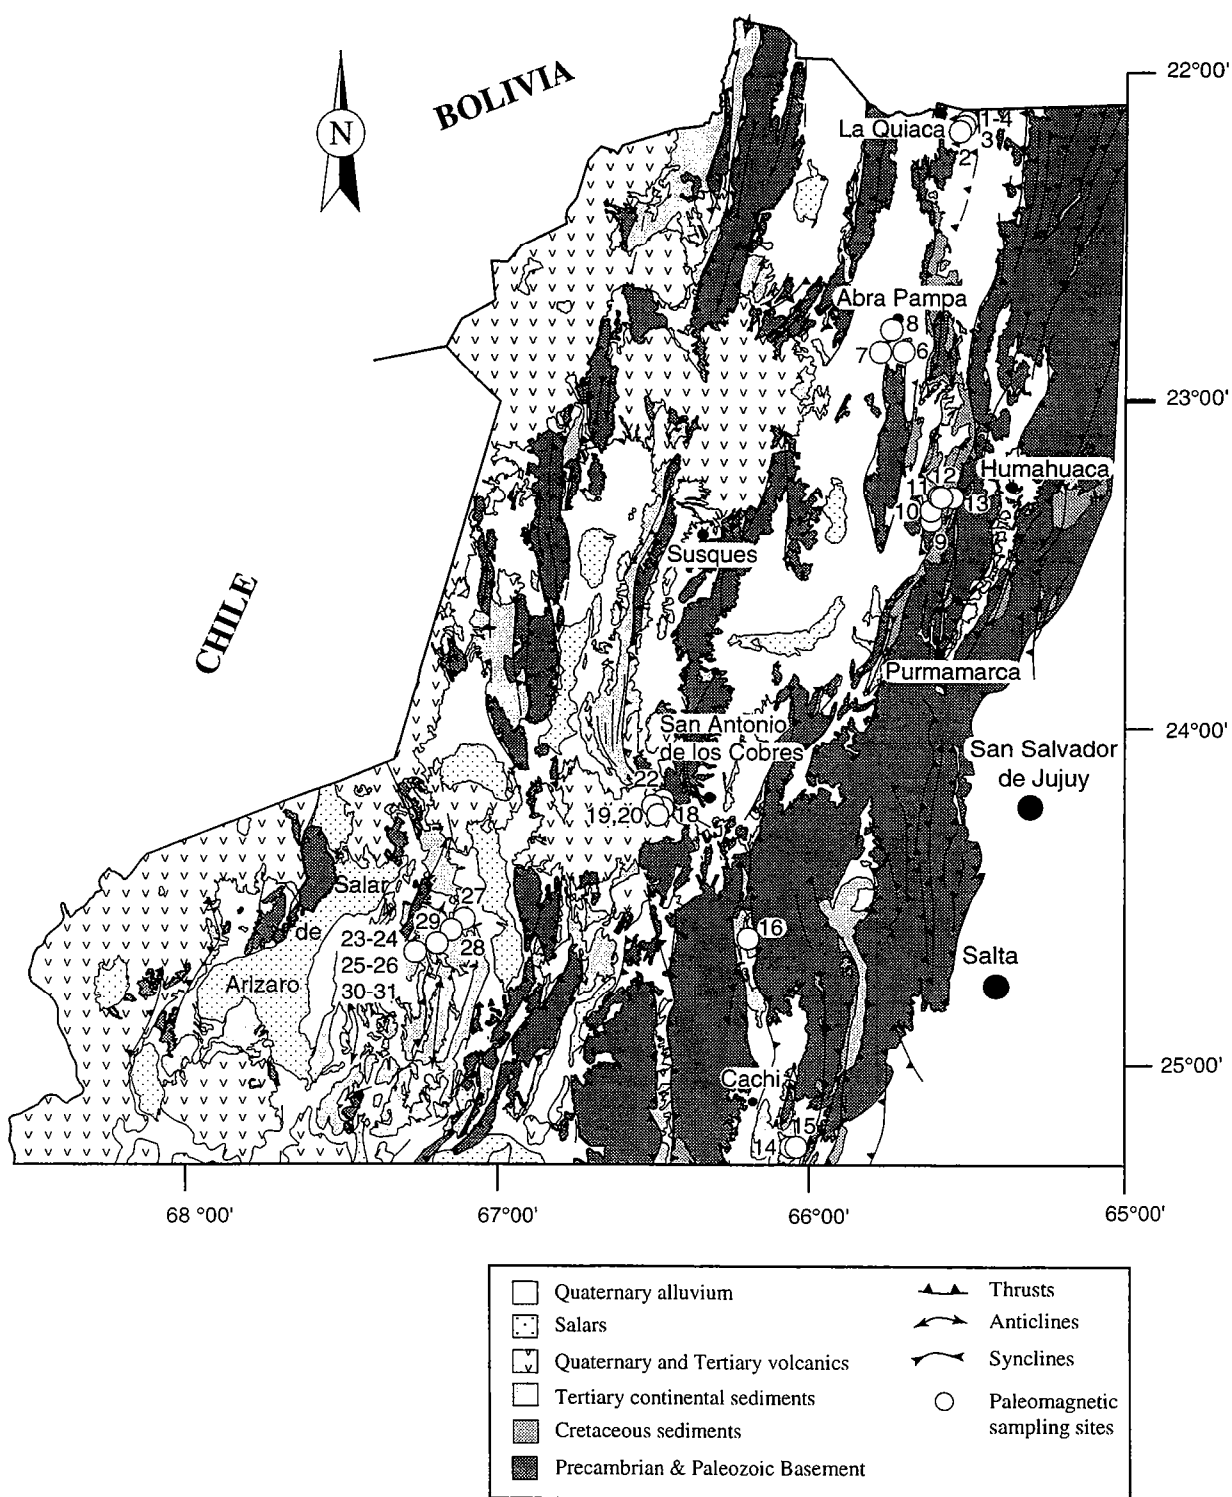 22°00'
BOLIVIA
N
La Quiaca
1-4
3
2
Abra Pampa
8
7
6
23°00'
Humahuaca
12
11
13
10
9
Susques
CHILE
Purmamarca
San Antonio
de los Cobres
24°00'
San Salvador
de Jujuy
22
19,20
18
Salar
27
29
de
23-24
28
16
25-26
Salta
Arizaro
30-31
25°00'
Cachi
15
14
68 °00'
67°00'
66°00'
65°00'
Quaternary alluvium
Salars
Quaternary and Tertiary volcanics
Tertiary continental sediments
Cretaceous sediments
Precambrian & Paleozoic Basement
Thrusts
Anticlines
Synclines
Paleomagnetic
sampling sites